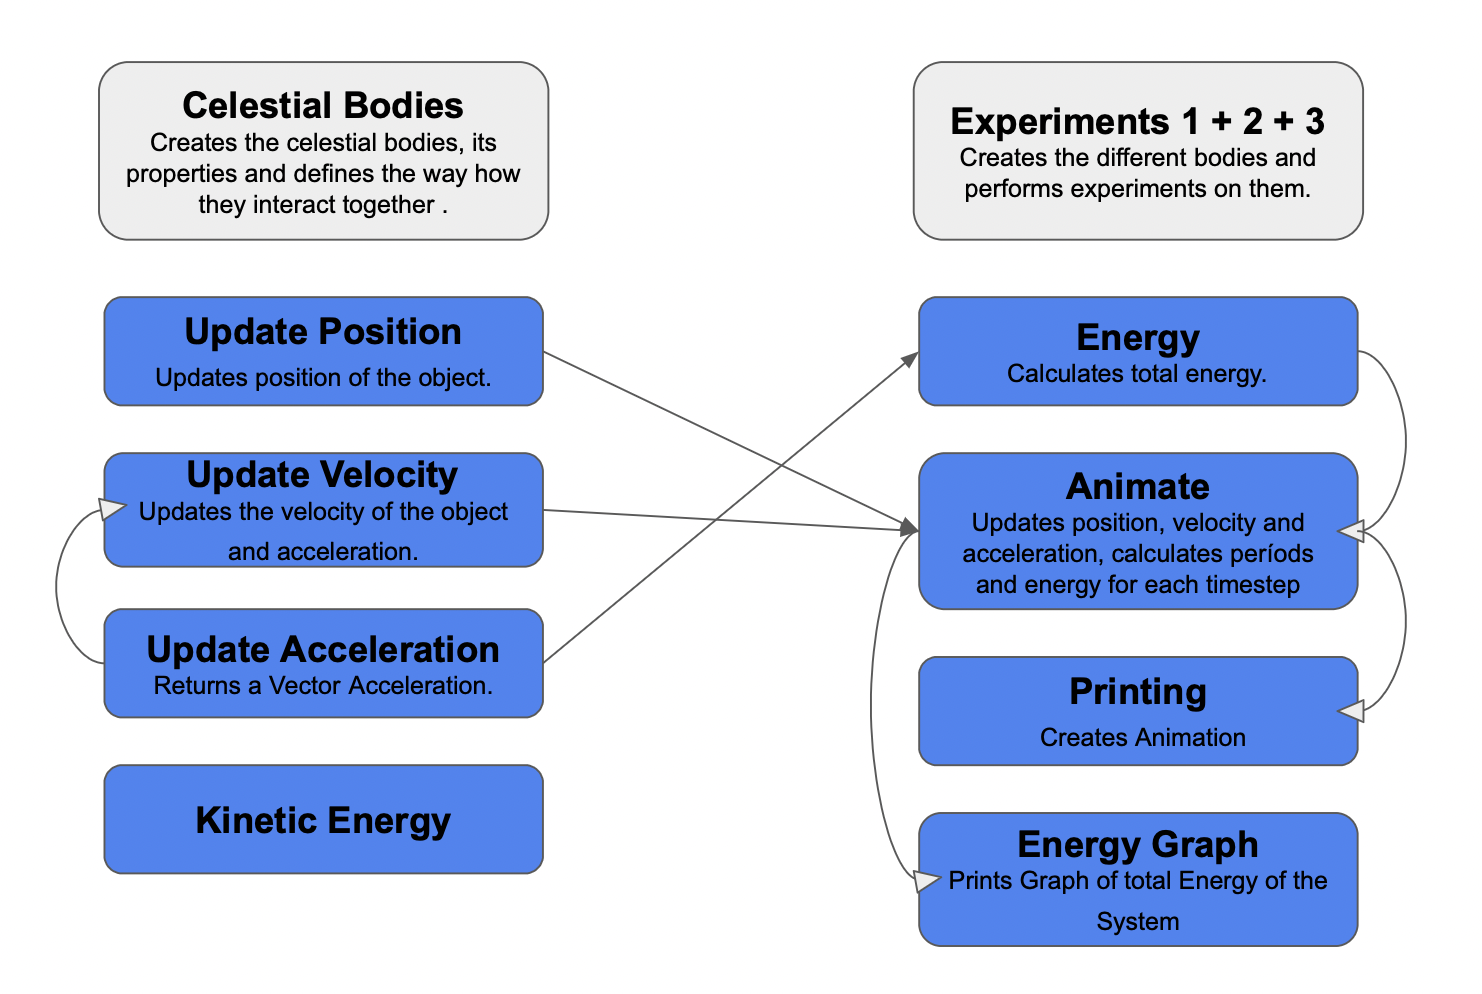 Celestial Bodies
Creates the celestial bodies, its
properties and defines the way how
they interact together .
Update Position
Updates position of the object.
Update Velocity
Updates the velocity of the object
and acceleration.
Update Acceleration
Returns a Vector Acceleration.
Kinetic Energy
Experiments 1 + 2 + 3
Creates the different bodies and
performs experiments on them.
Energy
Calculates total energy.
Animate
Updates position, velocity and
acceleration, calculates períods
and energy for each timestep
Printing
Creates Animation
Energy Graph
Prints Graph of total Energy of the
System